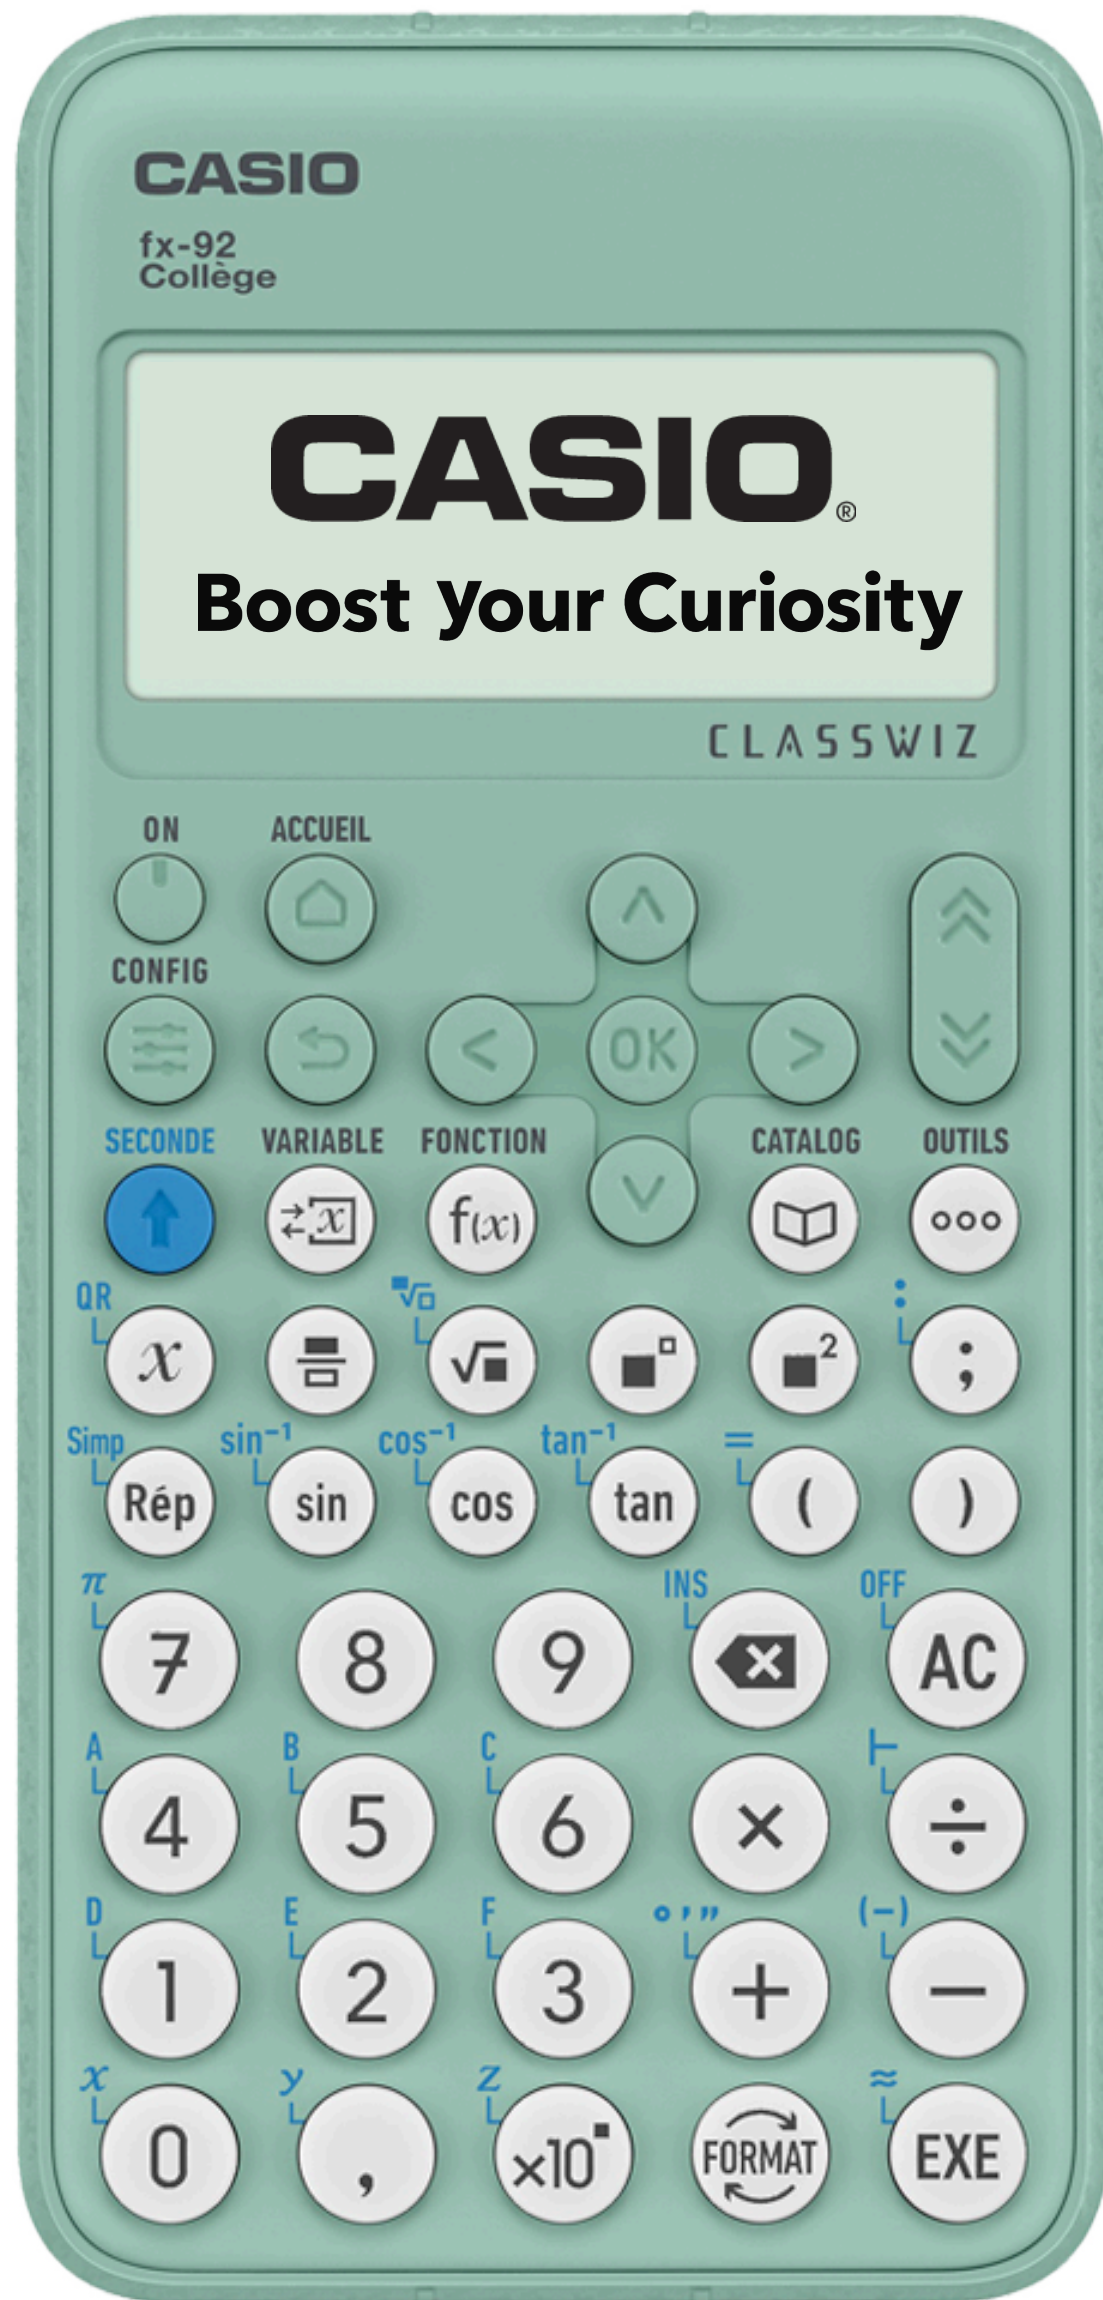 CASIO
fx-92
Collège
CASIO®
Boost your Curiosity
CLASSWIZ
ON ACCUEIL
CONFIG
< OK >
SECONDE VARIABLE FONCTION CATALOG OUTILS
x f(x)
QR √ :
x √ ■² ;
Simp sin⁻¹ cos⁻¹ tan⁻¹ =
Rép sin cos tan ( )
π INS OFF
7 8 9 AC
A B C ⊢
4 5 6 × ÷
D E F ° ′ ″ (−)
1 2 3 + −
x y z ≈
0 , ×10■ FORMAT EXE